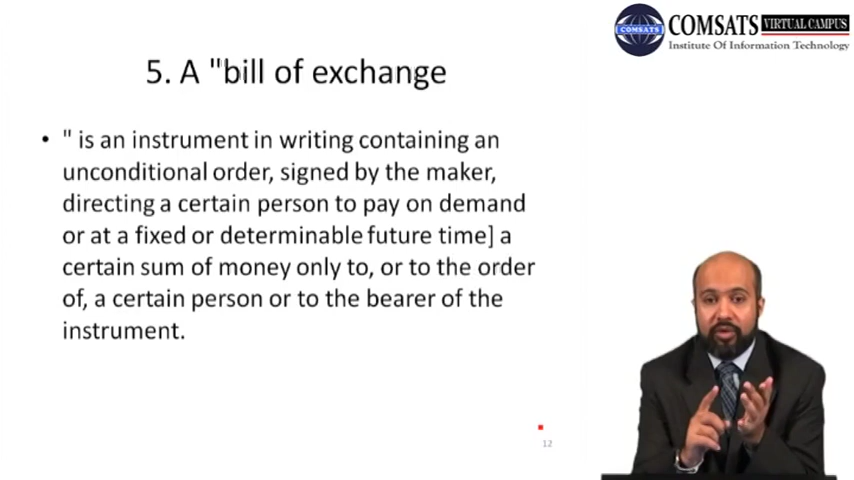 COMSATS VIRTUAL CAMPUS
COMSATS
Institute Of Information Technology
5. A "bill of exchange
• " is an instrument in writing containing an
unconditional order, signed by the maker,
directing a certain person to pay on demand
or at a fixed or determinable future time] a
certain sum of money only to, or to the order
of, a certain person or to the bearer of the
instrument.
12